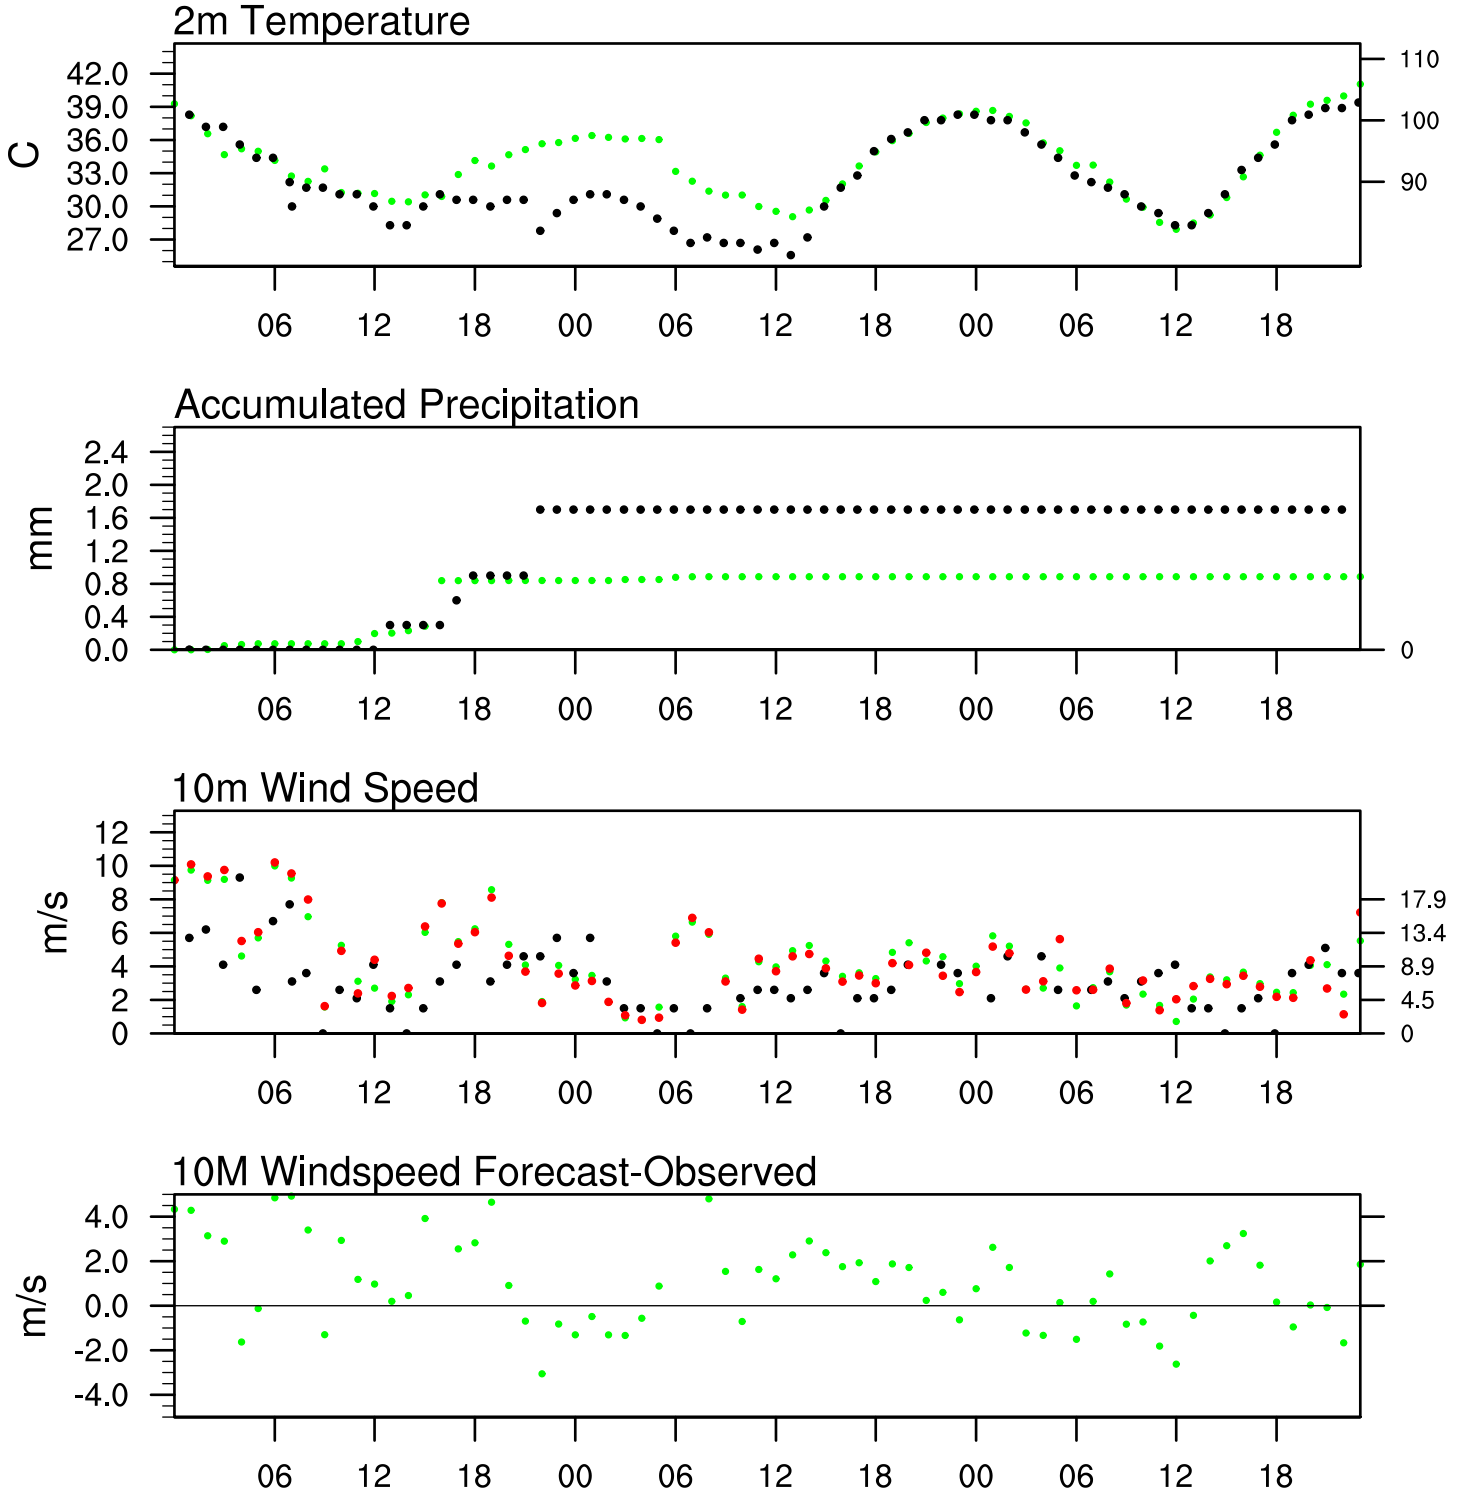 2m Temperature
42.0
39.0
36.0
33.0
30.0
27.0
C
110
100
90
06 12 18 00 06 12 18 00 06 12 18
Accumulated Precipitation
2.4
2.0
1.6
1.2
0.8
0.4
0.0
mm
0
06 12 18 00 06 12 18 00 06 12 18
10m Wind Speed
12
10
8
6
4
2
0
m/s
17.9
13.4
8.9
4.5
0
06 12 18 00 06 12 18 00 06 12 18
10M Windspeed Forecast-Observed
4.0
2.0
0.0
-2.0
-4.0
m/s
06 12 18 00 06 12 18 00 06 12 18